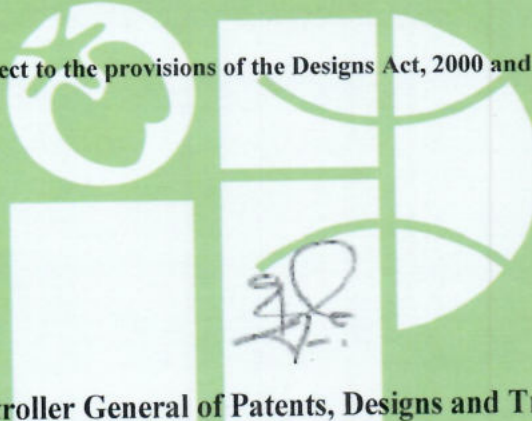 ect to the provisions of the Designs Act, 2000 and
roller General of Patents, Designs and Tr